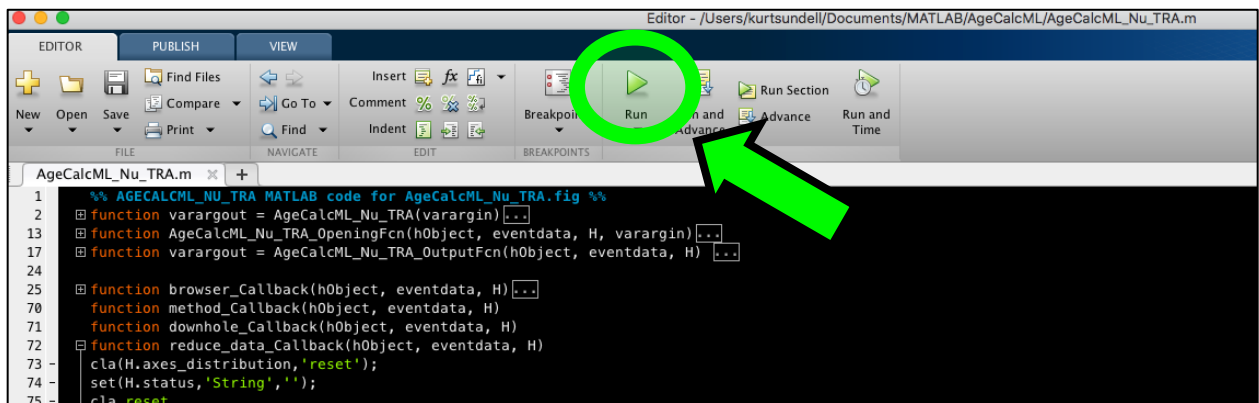 Editor - /Users/kurtsundell/Documents/MATLAB/AgeCalcML/AgeCalcML_Nu_TRA.m
EDITOR PUBLISH VIEW
New Open Save Find Files Compare Print
FILE
Go To Find
NAVIGATE
Insert fx
Comment % %
Indent
EDIT
Breakpoi
BREAKPOINTS
Run and
Advance
Run Section
Advance
Run and
Time
AgeCalcML_Nu_TRA.m × +
1 %% AGECALCML_NU_TRA MATLAB code for AgeCalcML_Nu_TRA.fig %%
2 function varargout = AgeCalcML_Nu_TRA(varargin)...
13 function AgeCalcML_Nu_TRA_OpeningFcn(hObject, eventdata, H, varargin)...
17 function varargout = AgeCalcML_Nu_TRA_OutputFcn(hObject, eventdata, H) ...
24
25 function browser_Callback(hObject, eventdata, H)...
70 function method_Callback(hObject, eventdata, H)
71 function downhole_Callback(hObject, eventdata, H)
72 function reduce_data_Callback(hObject, eventdata, H)
73 - cla(H.axes_distribution,'reset');
74 - set(H.status,'String','');
75 - cla reset